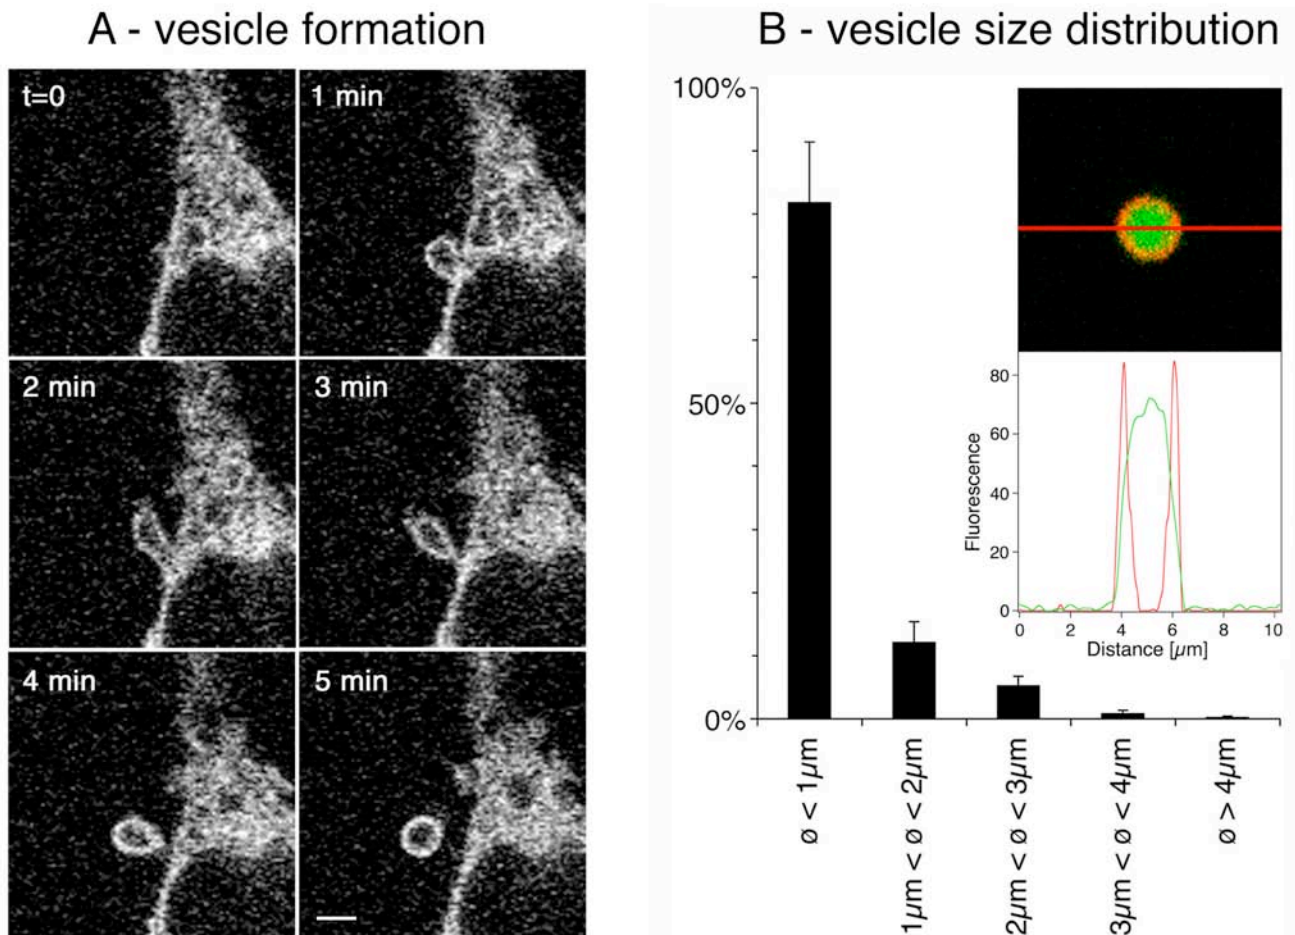 A - vesicle formation
t=0
1 min
2 min
3 min
4 min
5 min
B - vesicle size distribution
100%
50%
0%
ø < 1µm
1µm < ø < 2µm
2µm < ø < 3µm
3µm < ø < 4µm
ø > 4µm
Fluorescence
80
60
40
20
0
0 2 4 6 8 10
Distance [µm]